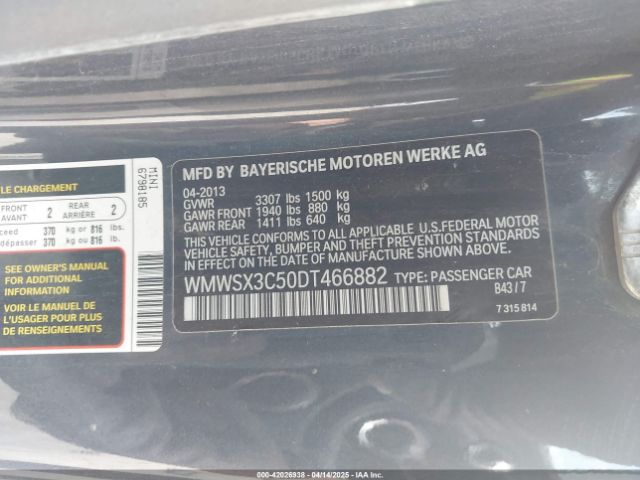 MFD BY BAYERISCHE MOTOREN WERKE AG
04-2013
GVWR 3307 lbs 1500 kg
GAWR FRONT 1940 lbs 880 kg
GAWR REAR 1411 lbs 640 kg
THIS VEHICLE CONFORMS TO ALL APPLICABLE U.S.FEDERAL MOTOR
VEHICLE SAFETY, BUMPER AND THEFT PREVENTION STANDARDS
IN EFFECT ON THE DATE OF MANUFACTURE SHOWN ABOVE.
WMWSX3C50DT466882 TYPE: PASSENGER CAR
B43/7
7 315 814
MINI
6798185
LE CHARGEMENT
FRONT
AVANT 2
REAR
ARRIÈRE 2
ceed 370 kg or 816 lbs.
dépasser 370 kg ou 816 lb.
SEE OWNER'S MANUAL
FOR ADDITIONAL
INFORMATION
VOIR LE MANUEL DE
L'USAGER POUR PLUS
DE RENSEIGNEMENTS
000-42026938 - 04/14/2025 - IAA Inc.